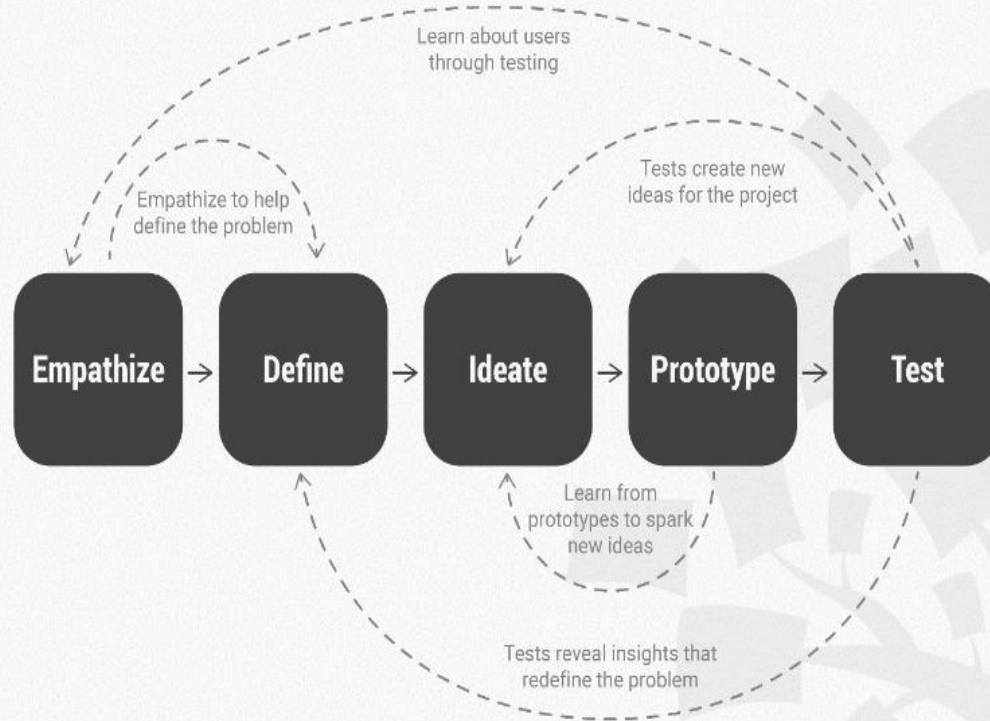 Learn about users
through testing
Tests create new
ideas for the project
Empathize to help
define the problem
Empathize
Define
Ideate
Prototype
Test
Learn from
prototypes to spark
new ideas
Tests reveal insights that
redefine the problem